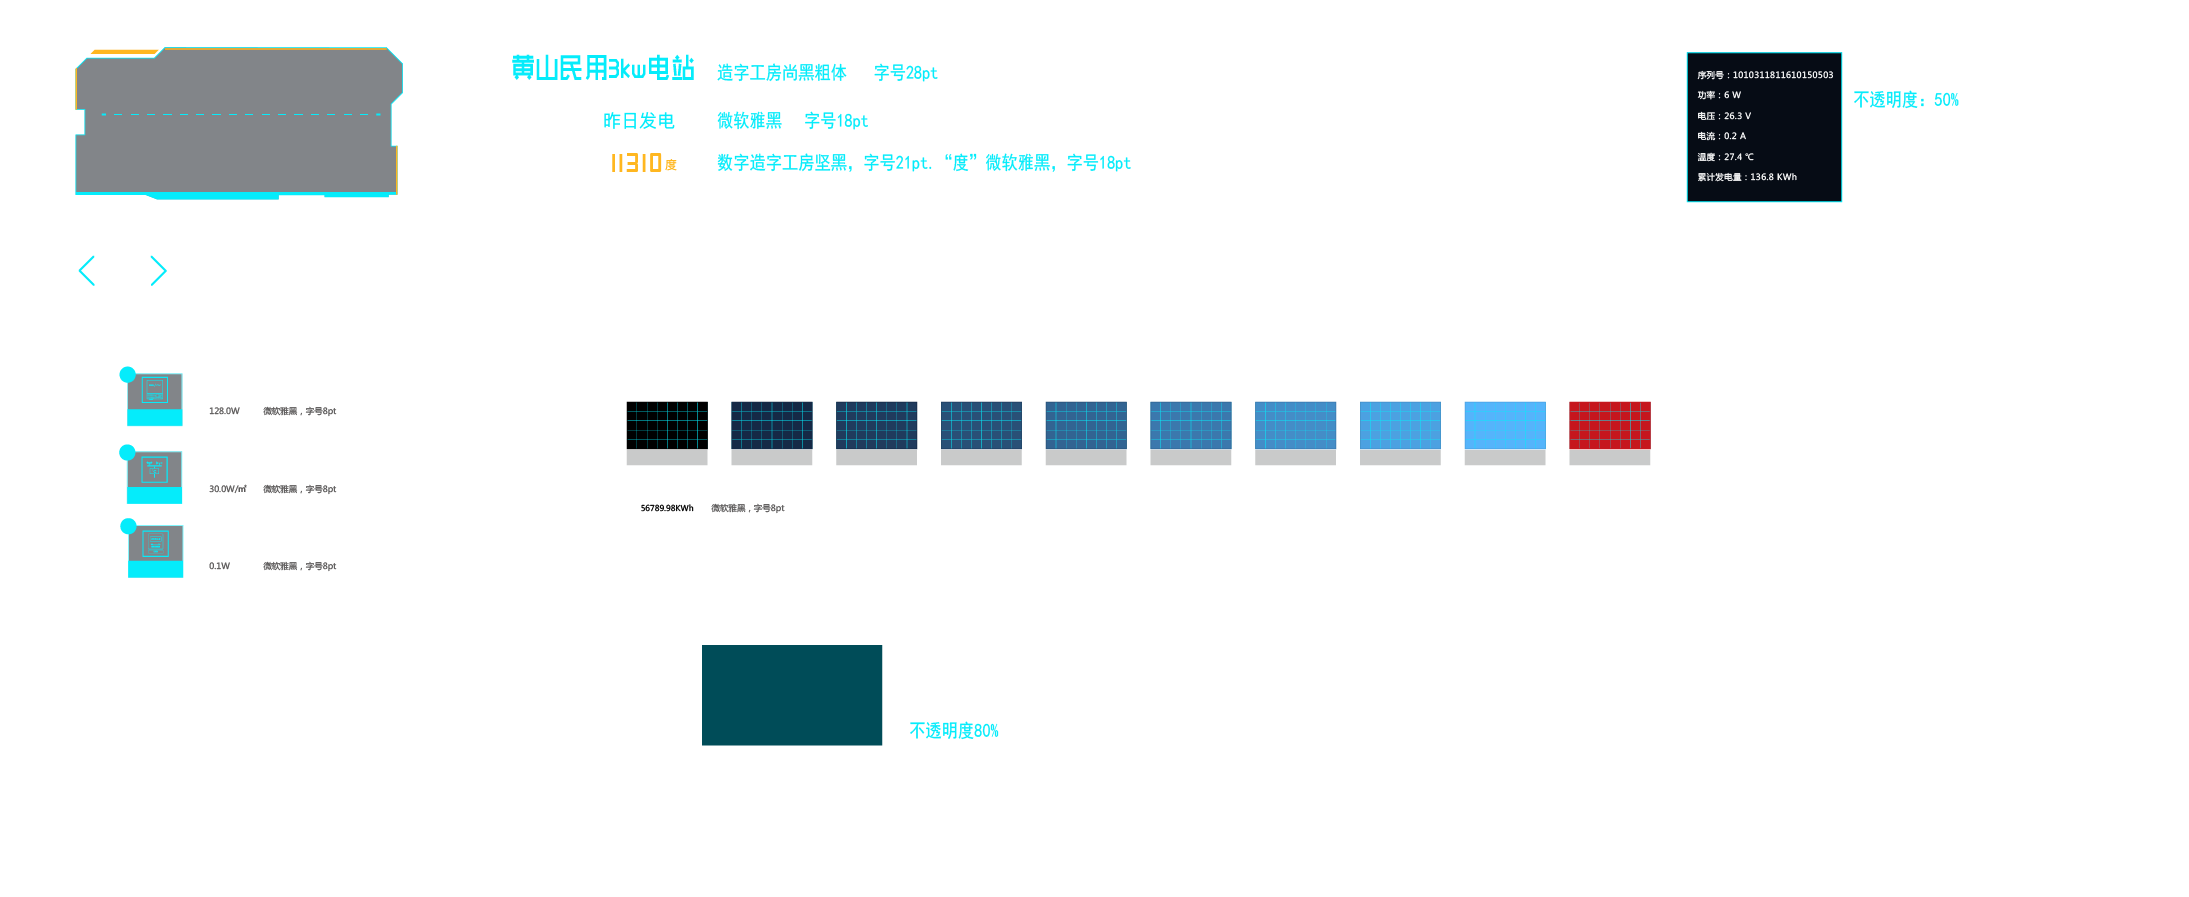 黄山民用3kw电站 造字工房尚黑粗体 字号28pt
昨日发电 微软雅黑 字号18pt
11310度 数字造字工房坚黑，字号21pt. “度”微软雅黑，字号18pt
序列号：1010311811610150503
功率：6 W
电压：26.3 V
电流：0.2 A
温度：27.4 ℃
累计发电量：136.8 KWh
不透明度：50%
128.0W 微软雅黑，字号8pt
30.0W/㎡ 微软雅黑，字号8pt
0.1W 微软雅黑，字号8pt
56789.98KWh 微软雅黑，字号8pt
不透明度80%